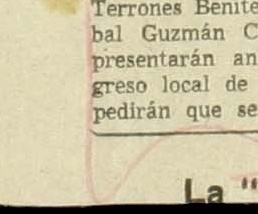 Terrones Benite
bal Guzmán C
presentarán an
greso local de
pedirán que se
La "